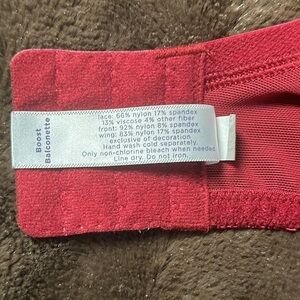 Boost
Balconette
lace: 66% nylon 17% spandex
13% viscose 4% other fiber
front: 92% nylon 8% spandex
wing: 83% nylon 17% spandex
exclusive of decoration
Hand wash cold separately.
Only non-chlorine bleach when needed
Line dry. Do not iron.